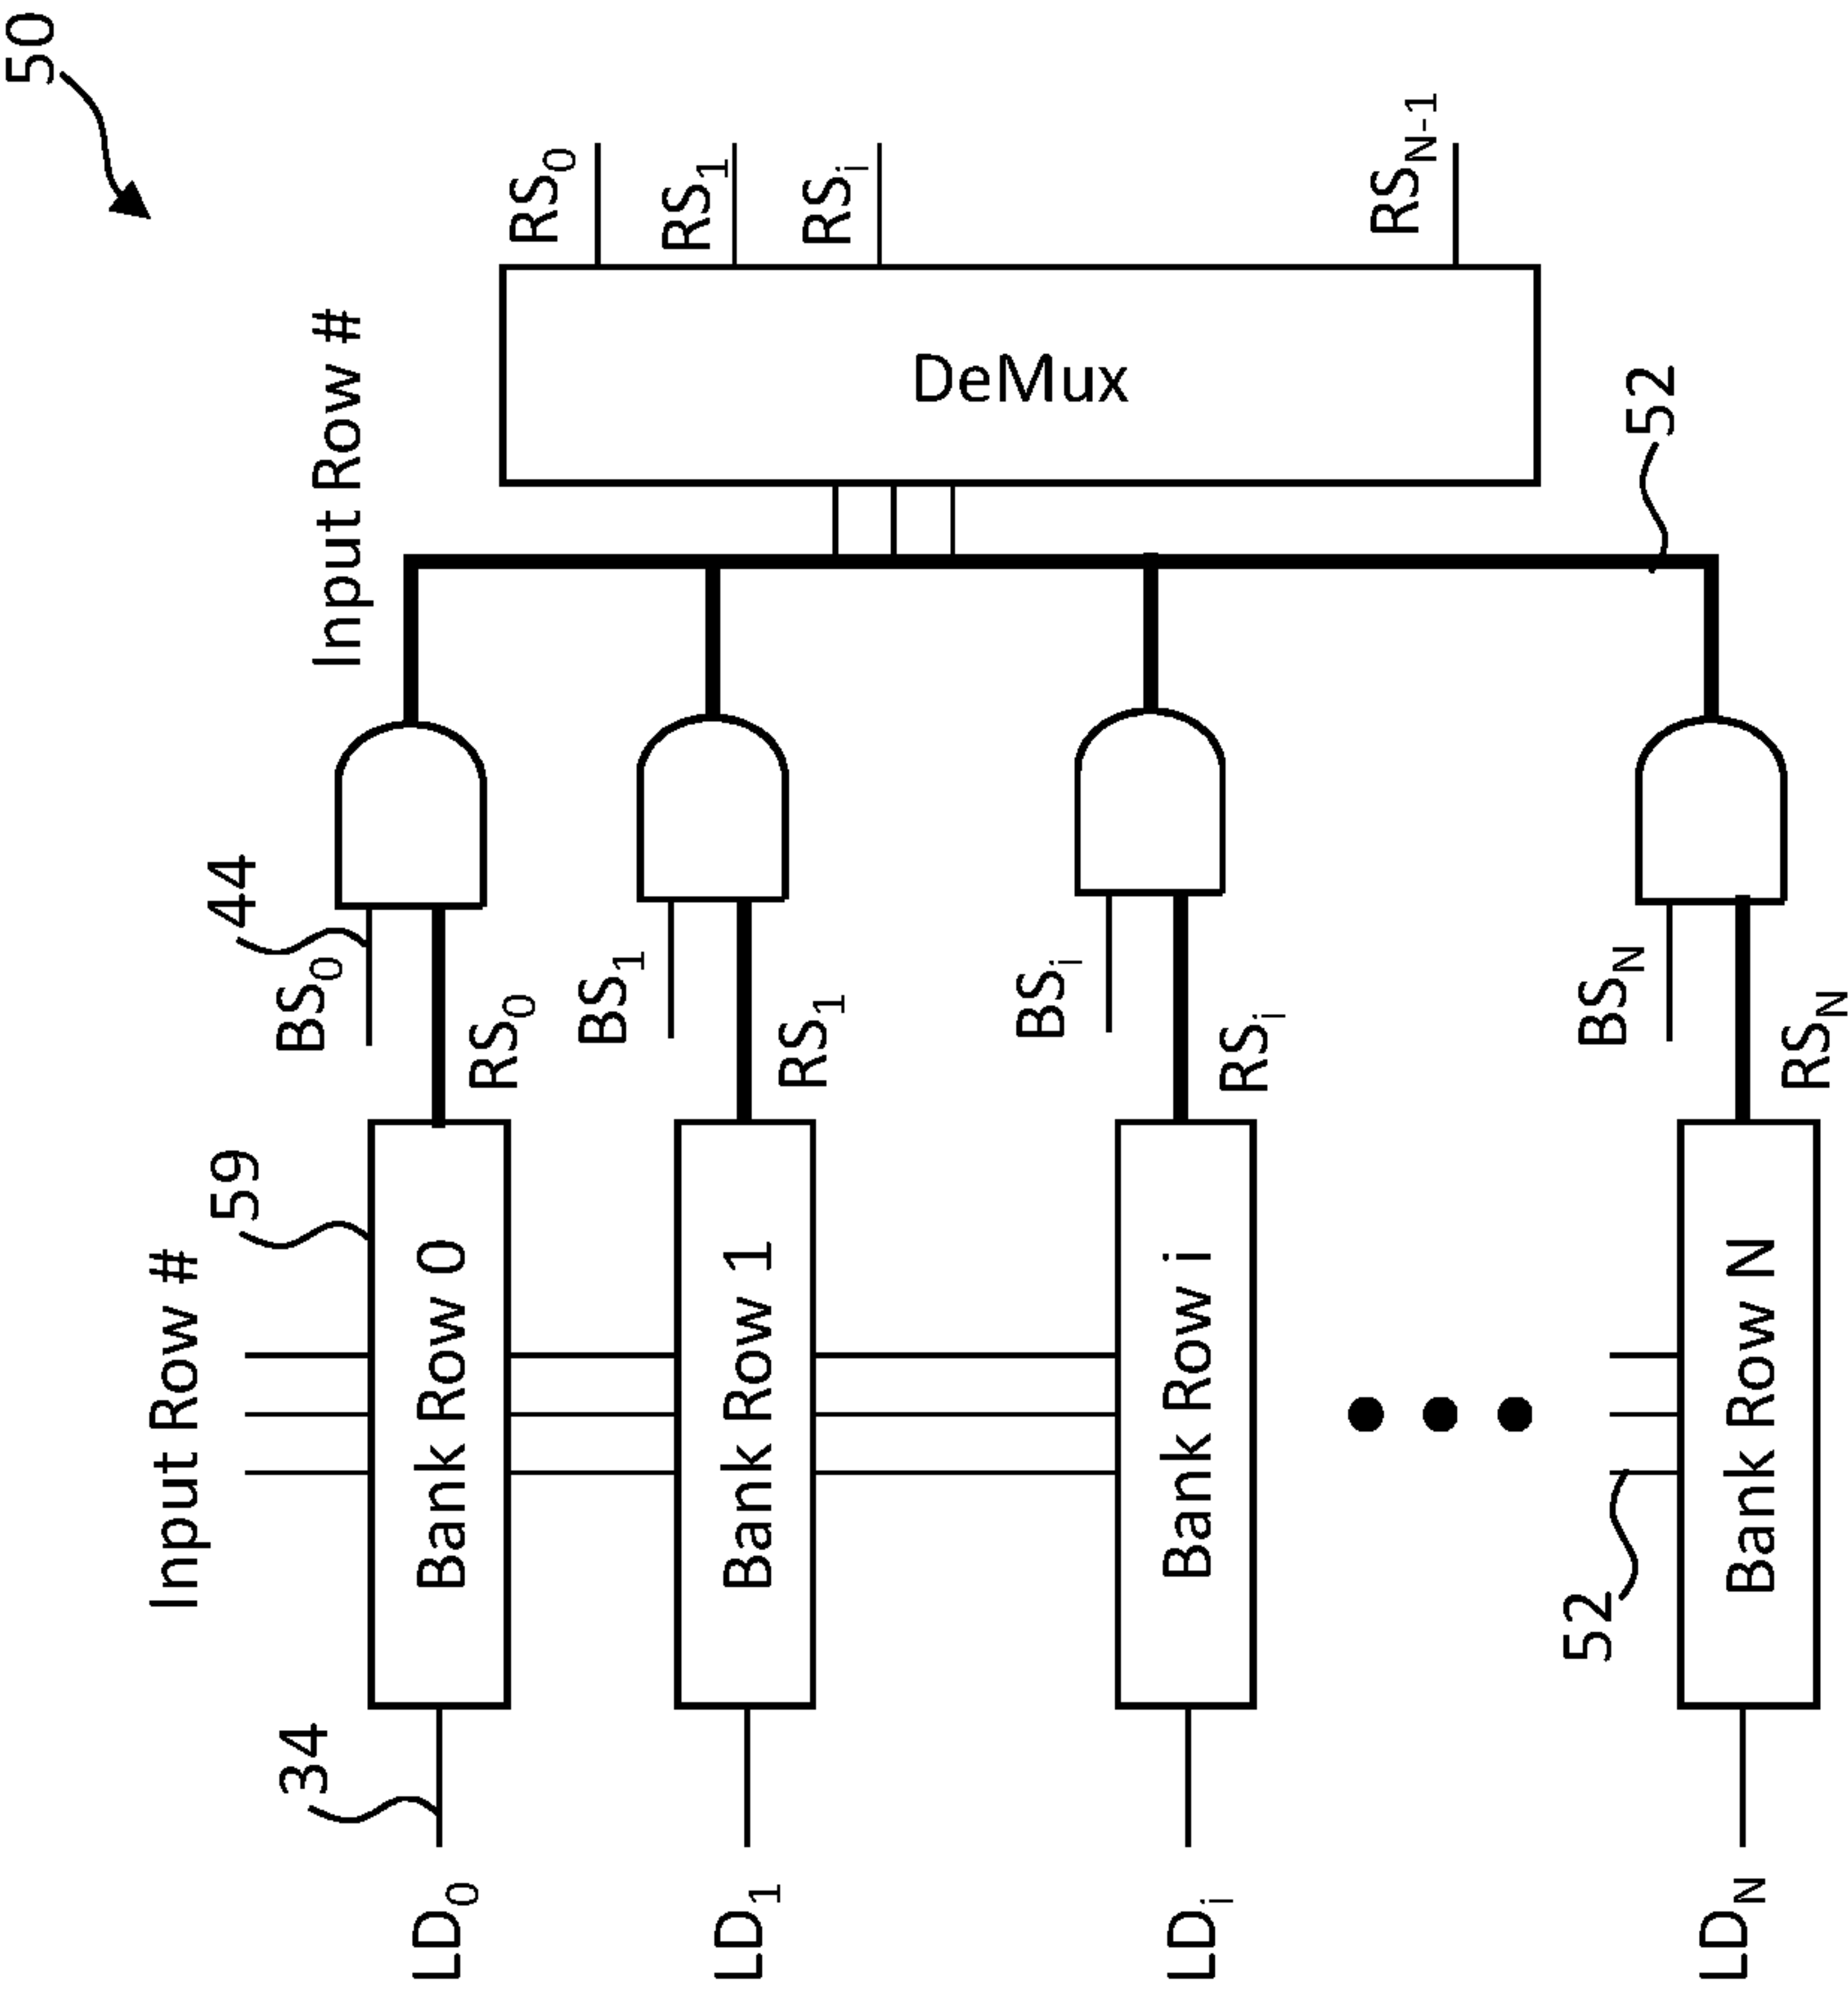 50
Input Row #
59
34
44
Input Row #
LD0
Bank Row 0
RS0
BS0
LD1
Bank Row 1
RS1
BS1
LDi
Bank Row i
RSi
BSi
52
LDN
Bank Row N
RSN
BSN
52
DeMux
RS0
RS1
RSi
RSN-1